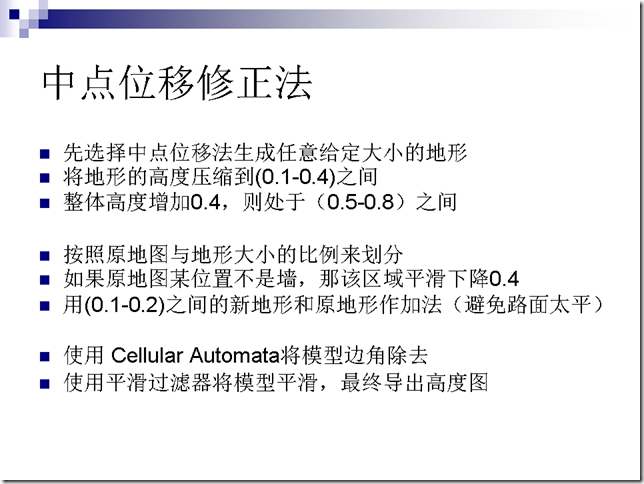 中点位移修正法
先选择中点位移法生成任意给定大小的地形
将地形的高度压缩到(0.1-0.4)之间
整体高度增加0.4，则处于（0.5-0.8）之间
按照原地图与地形大小的比例来划分
如果原地图某位置不是墙，那该区域平滑下降0.4
用(0.1-0.2)之间的新地形和原地形作加法（避免路面太平）
使用 Cellular Automata将模型边角除去
使用平滑过滤器将模型平滑，最终导出高度图